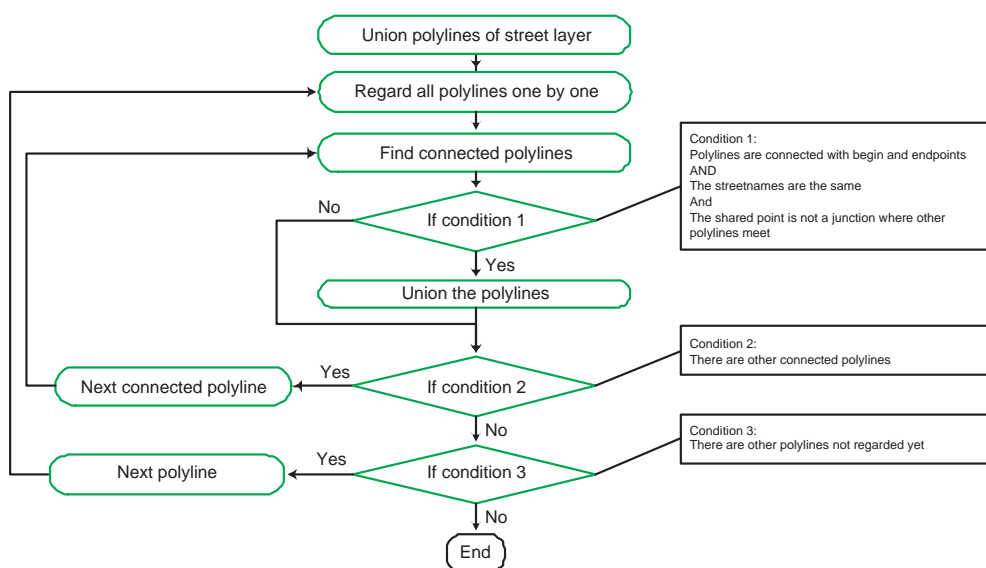 Union polylines of street layer
Regard all polylines one by one
Find connected polylines
Condition 1:
Polylines are connected with begin and endpoints
AND
The streetnames are the same
And
The shared point is not a junction where other
polylines meet
No
If condition 1
Yes
Union the polylines
Condition 2:
There are other connected polylines
Next connected polyline
Yes
If condition 2
No
Condition 3:
There are other polylines not regarded yet
Next polyline
Yes
If condition 3
No
End